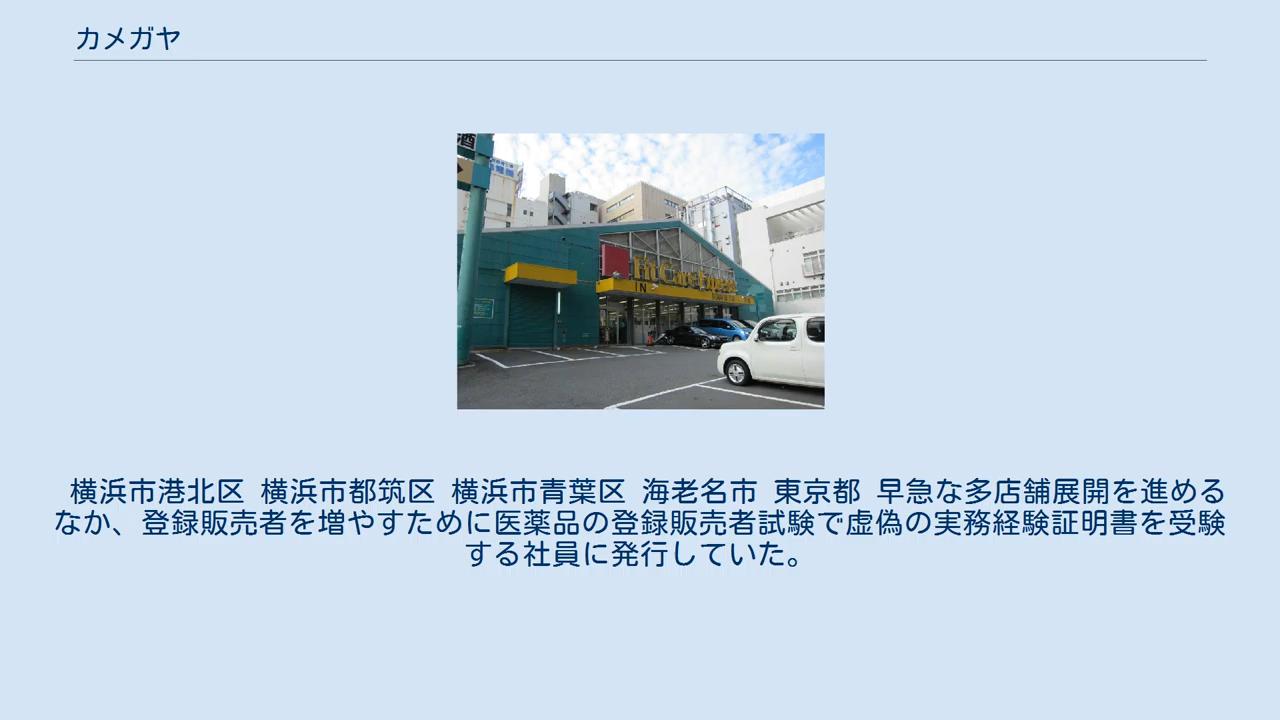 カメガヤ
酒
Fit Care Express
IN
横浜市港北区 横浜市都筑区 横浜市青葉区 海老名市 東京都 早急な多店舗展開を進める
なか、登録販売者を増やすために医薬品の登録販売者試験で虚偽の実務経験証明書を受験
する社員に発行していた。